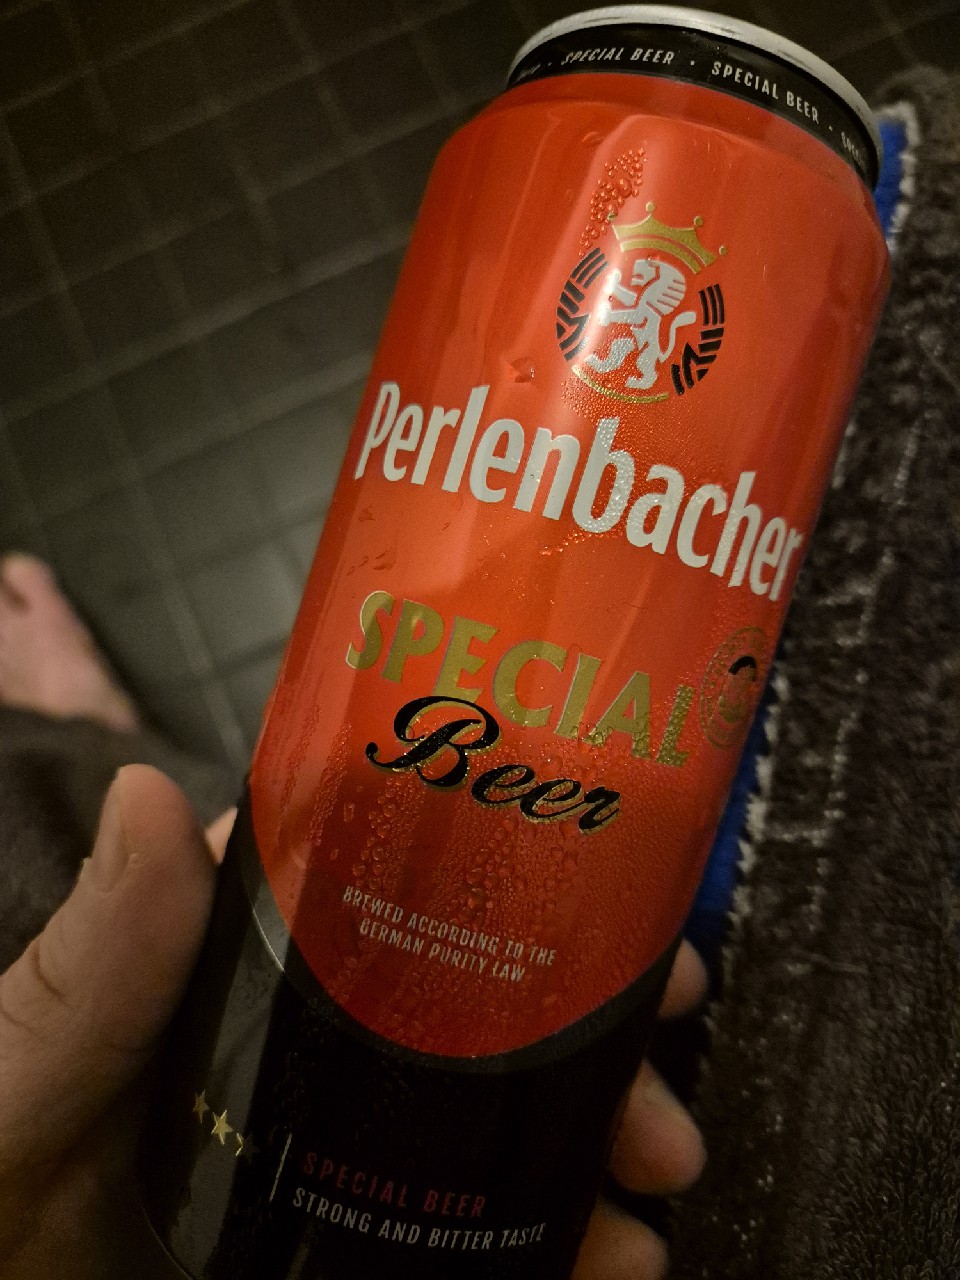 SPECIAL BEER • SPECIAL BEER •
Perlenbacher
SPECIAL
Beer
BREWED ACCORDING TO THE
GERMAN PURITY LAW
SPECIAL BEER
STRONG AND BITTER TASTE